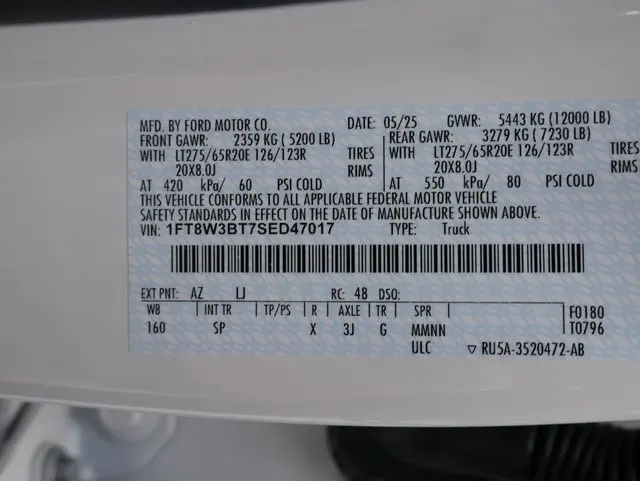 MFD. BY FORD MOTOR CO. DATE: 05/25 GVWR: 5443 KG (12000 LB)
FRONT GAWR: 2359 KG ( 5200 LB) REAR GAWR: 3279 KG ( 7230 LB)
WITH LT275/65R20E 126/123R TIRES WITH LT275/65R20E 126/123R TIRES
20X8.0J RIMS 20X8.0J RIMS
AT 420 kPa/ 60 PSI COLD AT 550 kPa/ 80 PSI COLD
THIS VEHICLE CONFORMS TO ALL APPLICABLE FEDERAL MOTOR VEHICLE
SAFETY STANDARDS IN EFFECT ON THE DATE OF MANUFACTURE SHOWN ABOVE.
VIN: 1FT8W3BT7SED47017 TYPE: Truck
EXT PNT: AZ RC: 48 DSO:
WB INT TR TP/PS R AXLE TR SPR F0180
160 SP X 3J G MMNN T0796
ULC ▽ RU5A-3520472-AB